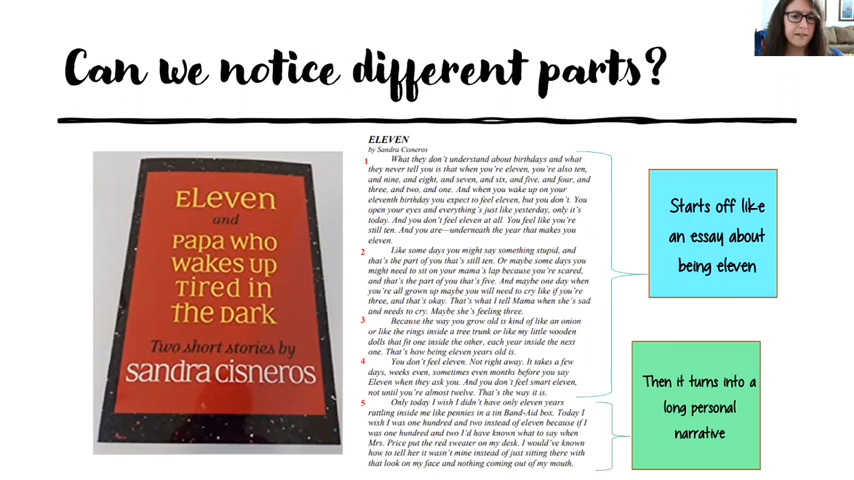 Can we notice different parts?
Eleven
and
Papa Who
Wakes Up
Tired in
the Dark
Two short stories by
sandra cisneros
ELEVEN
by Sandra Cisneros
1 What they don't understand about birthdays and what
they never tell you is that when you're eleven, you're also ten,
and nine, and eight, and seven, and six, and five, and four, and
three, and two, and one. And when you wake up on your
eleventh birthday you expect to feel eleven, but you don't. You
open your eyes and everything's just like yesterday, only it's
today. And you don't feel eleven at all. You feel like you're
still ten. And you are—underneath the year that makes you
eleven.
2 Like some days you might say something stupid, and
that's the part of you that's still ten. Or maybe some days you
might need to sit on your mama's lap because you're scared,
and that's the part of you that's five. And maybe one day when
you're all grown up maybe you will need to cry like if you're
three, and that's okay. That's what I tell Mama when she's sad
and needs to cry. Maybe she's feeling three.
3 Because the way you grow old is kind of like an onion
or like the rings inside a tree trunk or like my little wooden
dolls that fit one inside the other, each year inside the next
one. That's how being eleven years old is.
4 You don't feel eleven. Not right away. It takes a few
days, weeks even, sometimes even months before you say
Eleven when they ask you. And you don't feel smart eleven,
not until you're almost twelve. That's the way it is.
5 Only today I wish I didn't have only eleven years
rattling inside me like pennies in a tin Band-Aid box. Today I
wish I was one hundred and two instead of eleven because if I
was one hundred and two I'd have known what to say when
Mrs. Price put the red sweater on my desk. I would've known
how to tell her it wasn't mine instead of just sitting there with
that look on my face and nothing coming out of my mouth.
Starts off like
an essay about
being eleven
Then it turns into a
long personal
narrative